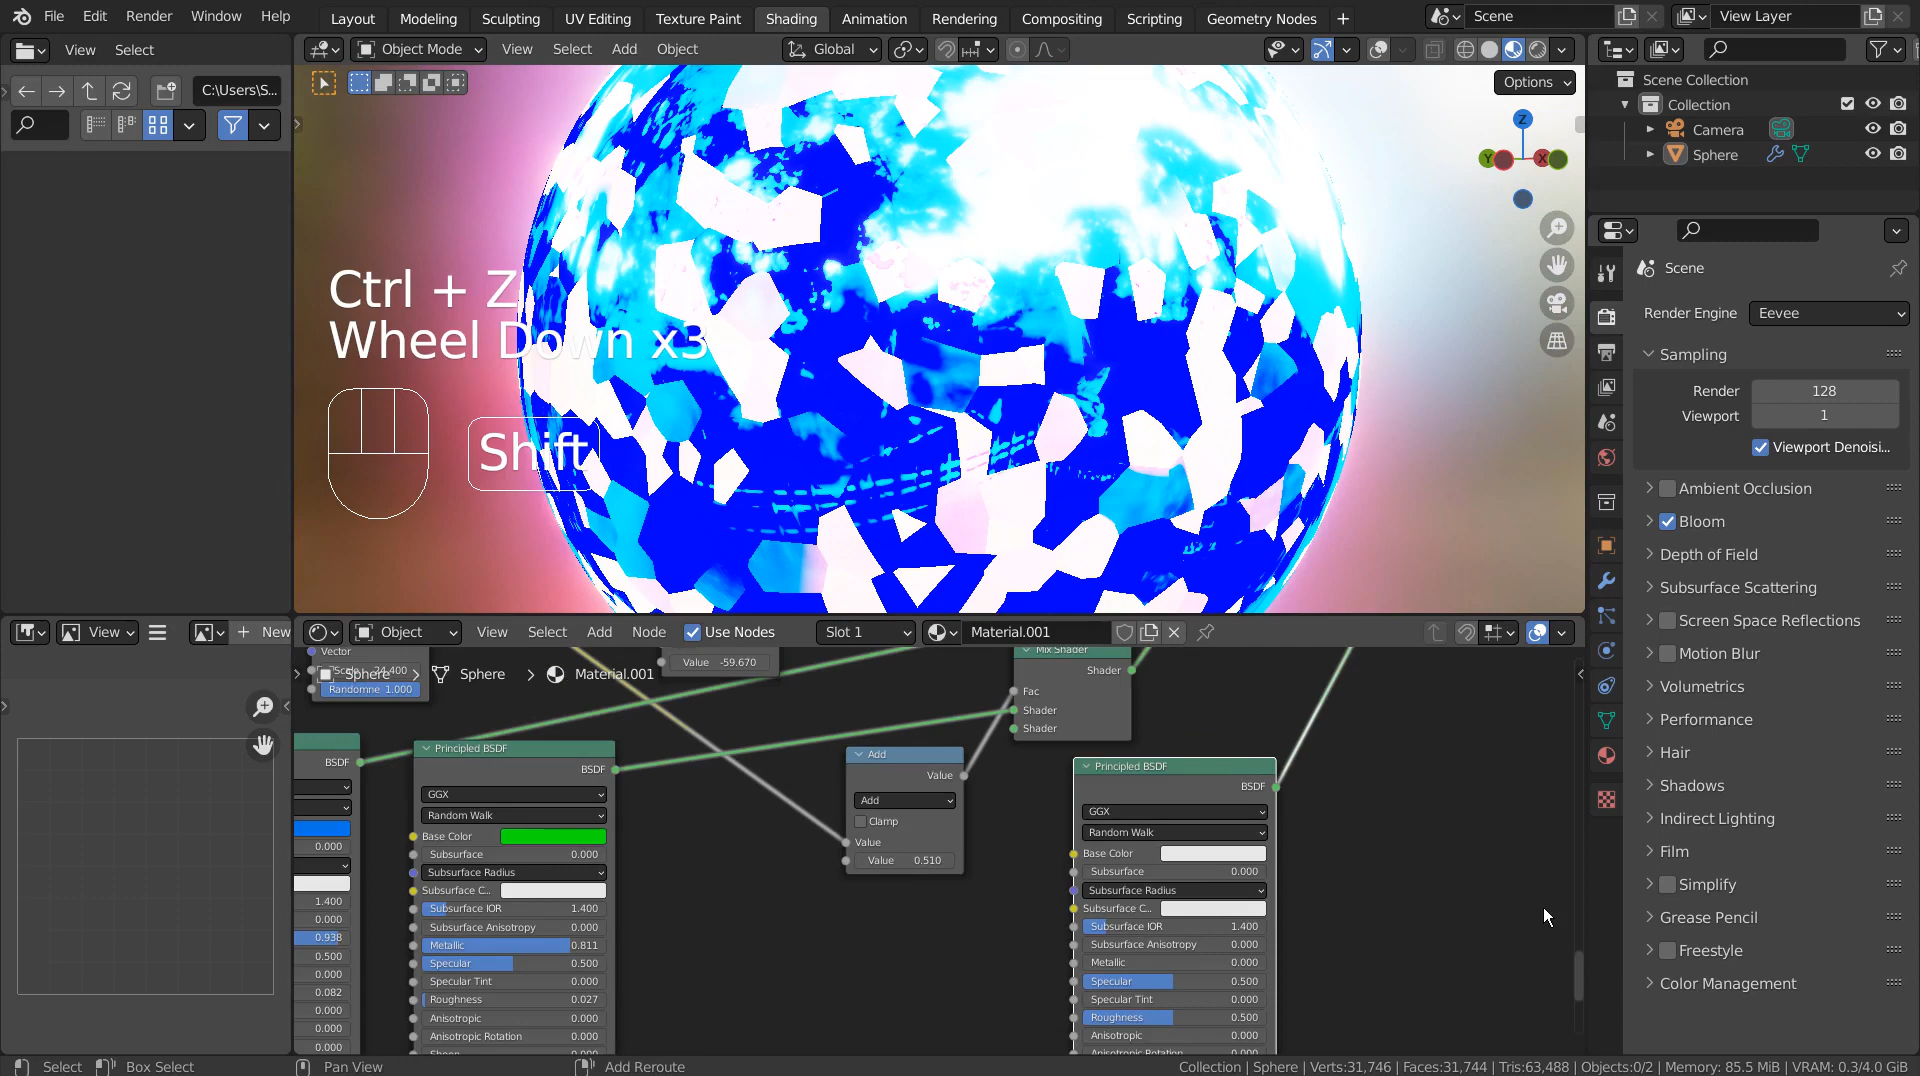 File Edit Render Window Help
Layout Modeling Sculpting UV Editing Texture Paint Shading Animation Rendering Compositing Scripting Geometry Nodes +
Scene
View Layer
View Select
Object Mode View Select Add Object
Global
C:\Users\S...
Options
Z
Y
X
Ctrl + Z
Wheel Down x3
Shift
Scene Collection
Collection
Camera
Sphere
Scene
Render Engine Eevee
Sampling
Render 128
Viewport 1
Viewport Denoisi...
Ambient Occlusion
Bloom
Depth of Field
Subsurface Scattering
Screen Space Reflections
Motion Blur
Volumetrics
Performance
Hair
Shadows
Indirect Lighting
Film
Simplify
Grease Pencil
Freestyle
Color Management
View
New
Object View Select Add Node Use Nodes Slot 1 Material.001
Vector
Scale 24.400
Randomne 1.000
Sphere > Sphere > Material.001
Value -59.670
BSDF
0.000
1.400
0.000
0.938
0.500
0.000
0.082
0.000
0.000
0.000
Principled BSDF
BSDF
GGX
Random Walk
Base Color
Subsurface 0.000
Subsurface Radius
Subsurface C..
Subsurface IOR 1.400
Subsurface Anisotropy 0.000
Metallic 0.811
Specular 0.500
Specular Tint 0.000
Roughness 0.027
Anisotropic 0.000
Anisotropic Rotation 0.000
Add
Value
Add
Clamp
Value
Value 0.510
Mix Shader
Shader
Fac
Shader
Shader
Principled BSDF
BSDF
GGX
Random Walk
Base Color
Subsurface 0.000
Subsurface Radius
Subsurface C..
Subsurface IOR 1.400
Subsurface Anisotropy 0.000
Metallic 0.000
Specular 0.500
Specular Tint 0.000
Roughness 0.500
Anisotropic 0.000
Anisotropic Rotation 0.000
Select Box Select Pan View Add Reroute
Collection | Sphere | Verts:31,746 | Faces:31,744 | Tris:63,488 | Objects:0/2 | Memory: 85.5 MiB | VRAM: 0.3/4.0 GiB